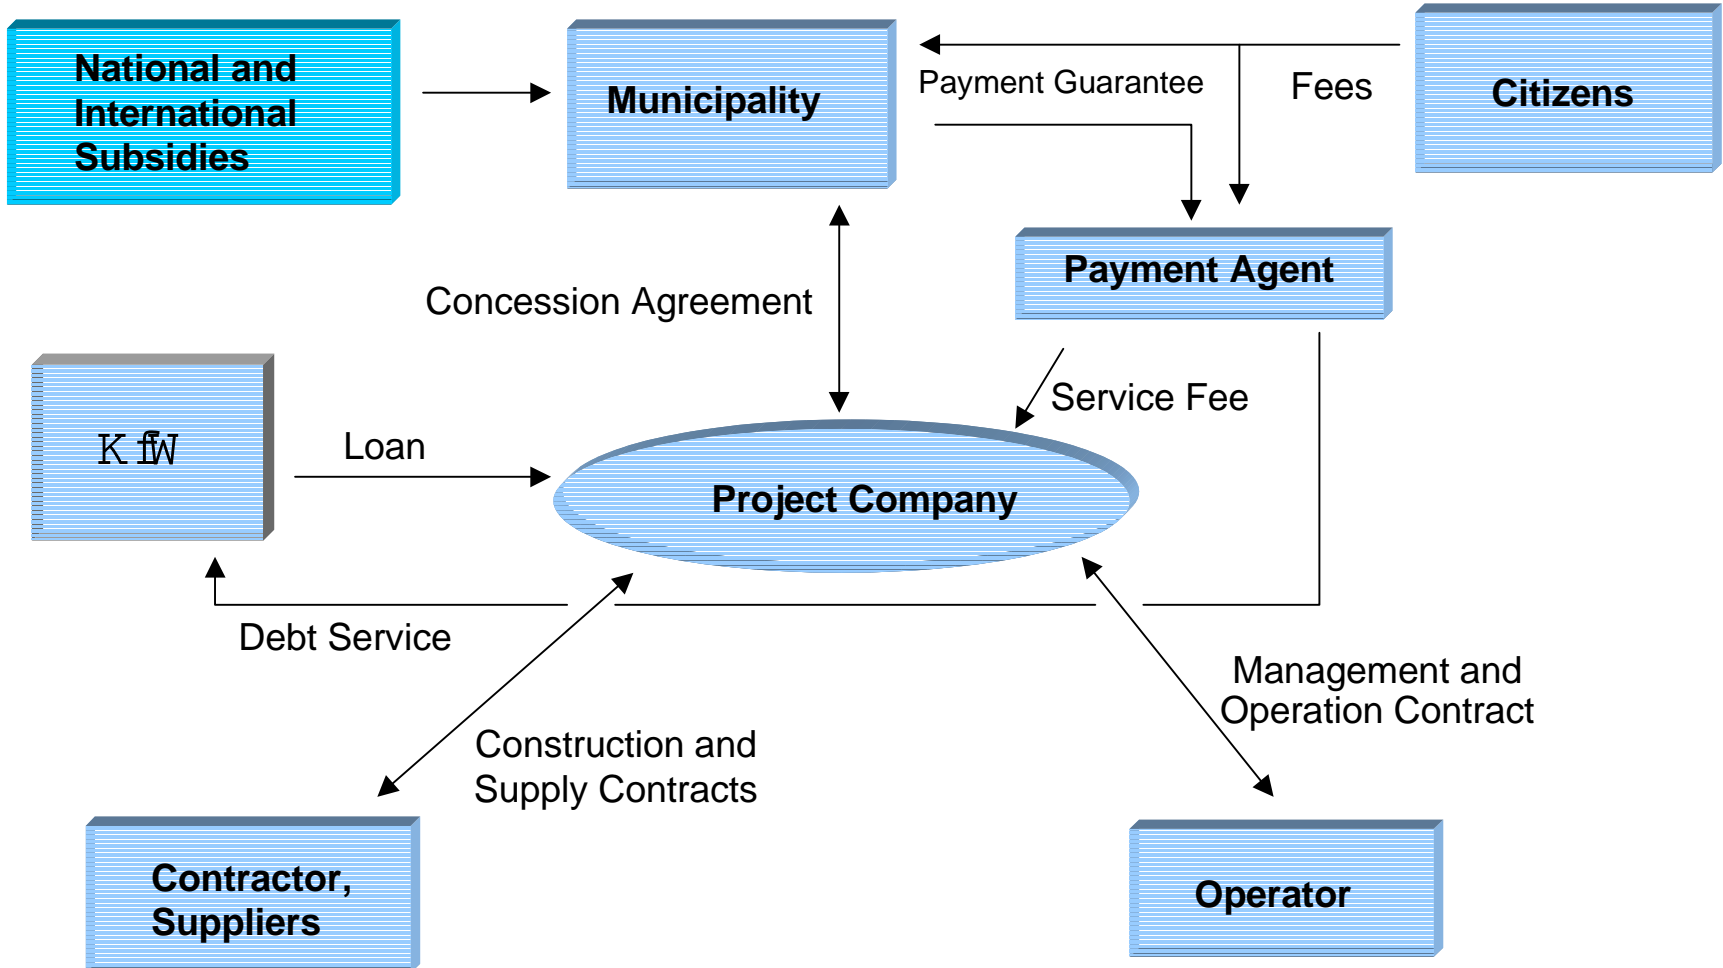 National and
International
Subsidies
Municipality
Payment Guarantee
Fees
Citizens
Payment Agent
Concession Agreement
Service Fee
KfW
Loan
Project Company
Debt Service
Management and
Operation Contract
Construction and
Supply Contracts
Contractor,
Suppliers
Operator